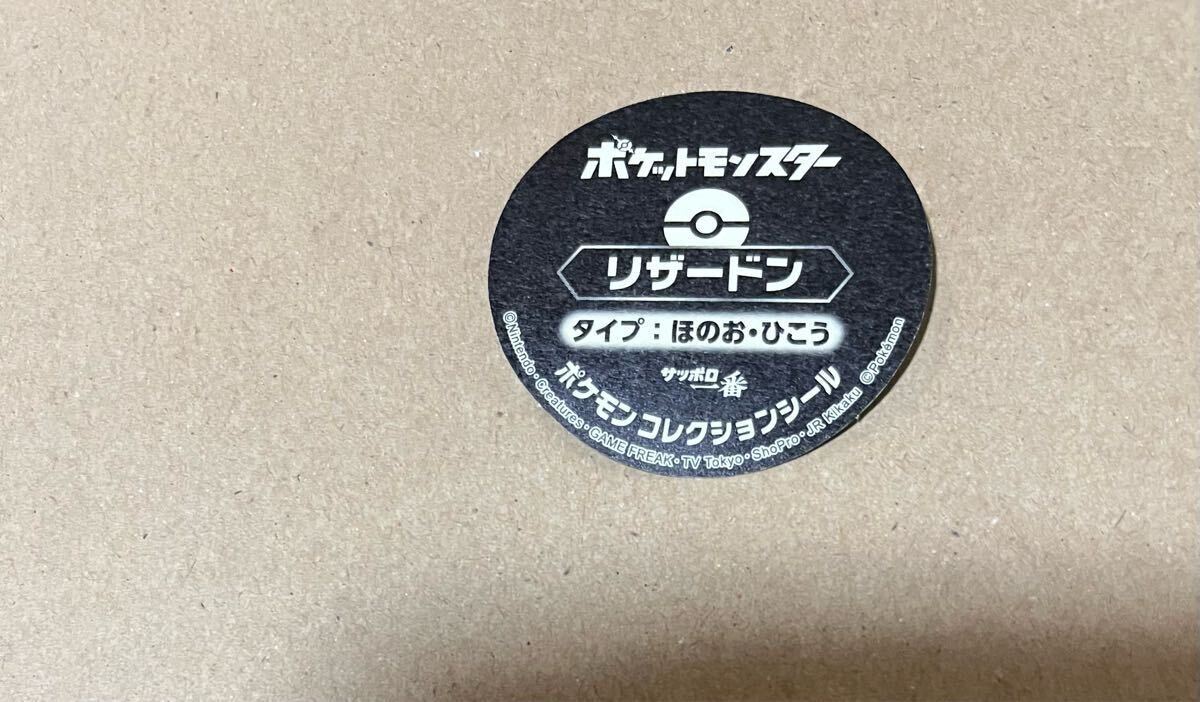 ポケットモンスター
リザードン
タイプ：ほのお・ひこう
サッポロ一番
ポケモン コレクションシール
©Nintendo・Creatures・GAME FREAK・TV Tokyo・ShoPro・JR Kikaku ©Pokémon